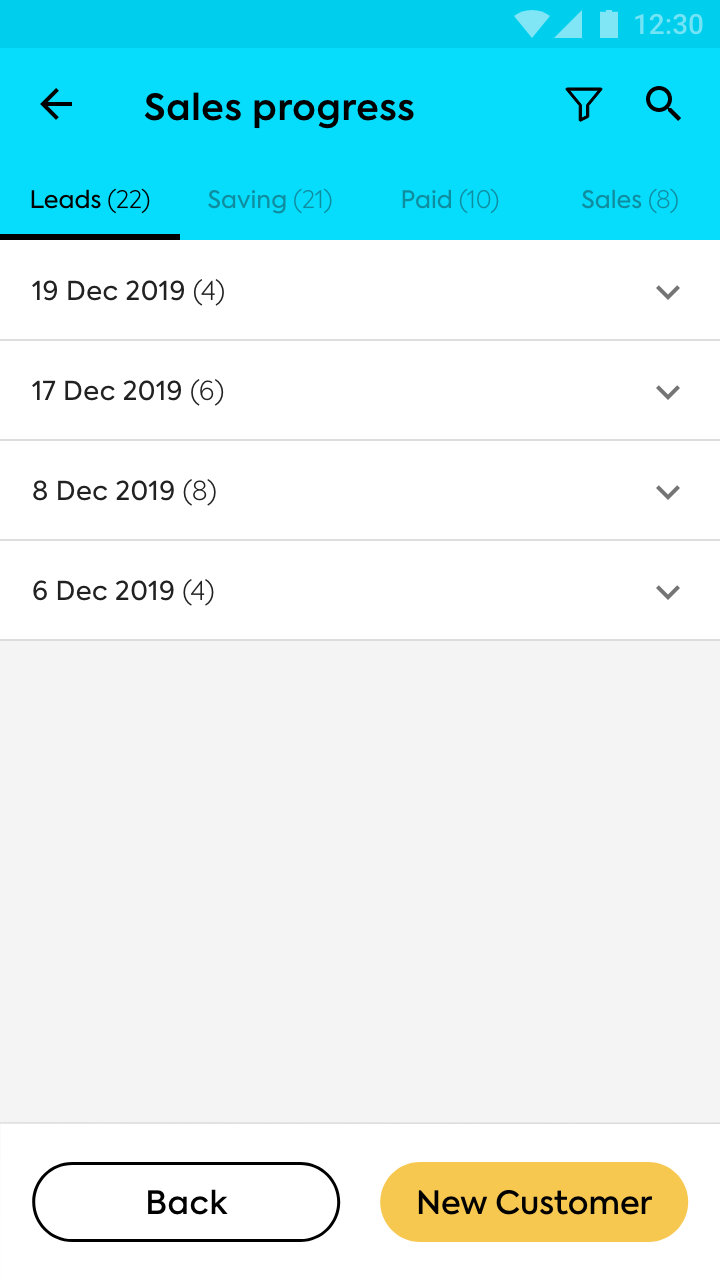 12:30
Sales progress
Leads (22) Saving (21) Paid (10) Sales (8)
19 Dec 2019 (4)
17 Dec 2019 (6)
8 Dec 2019 (8)
6 Dec 2019 (4)
Back New Customer